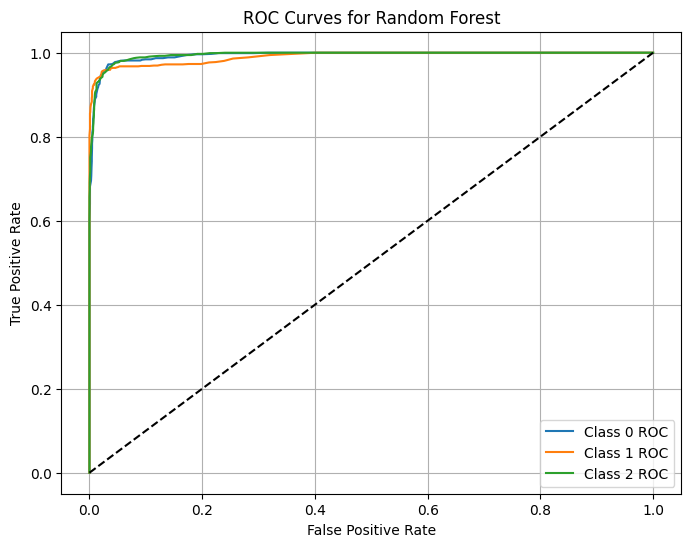 ROC Curves for Random Forest
True Positive Rate
1.0
0.8
0.6
0.4
0.2
0.0
Class 0 ROC
Class 1 ROC
Class 2 ROC
0.0 0.2 0.4 0.6 0.8 1.0
False Positive Rate